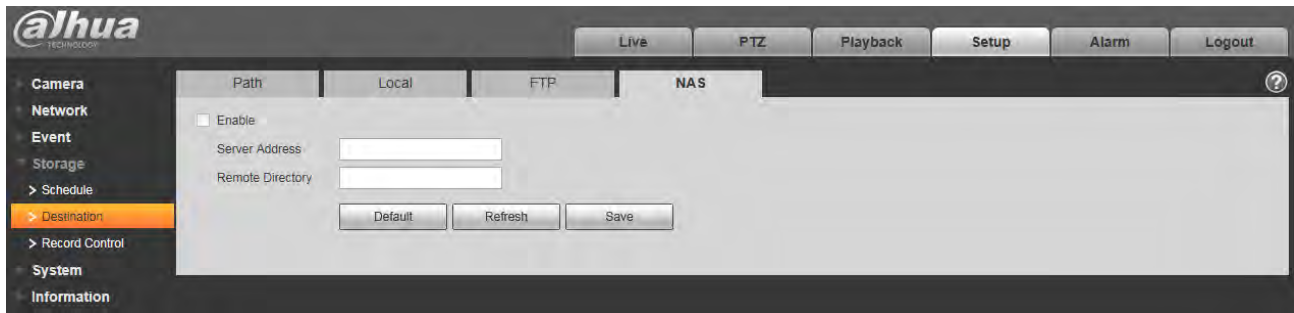 alhua
TECHNOLOGY
Live PTZ Playback Setup Alarm Logout
Camera
Network
Event
Storage
> Schedule
> Destination
> Record Control
System
Information
Path Local FTP NAS
?
Enable
Server Address
Remote Directory
Default Refresh Save